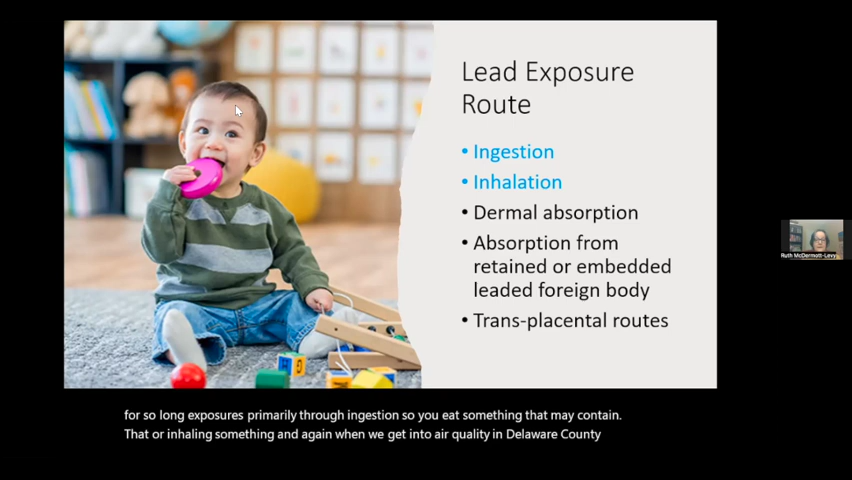 Lead Exposure
Route
• Ingestion
• Inhalation
• Dermal absorption
• Absorption from
retained or embedded
leaded foreign body
• Trans-placental routes
Ruth McDermott-Levy
for so long exposures primarily through ingestion so you eat something that may contain.
That or inhaling something and again when we get into air quality in Delaware County